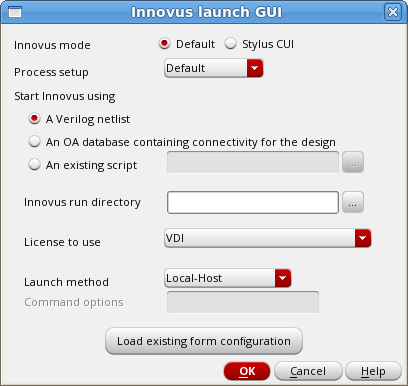 Innovus launch GUI
Innovus mode Default Stylus CUI
Process setup Default
Start Innovus using
A Verilog netlist
An OA database containing connectivity for the design
An existing script ...
Innovus run directory ...
License to use VDI
Launch method Local-Host
Command options
Load existing form configuration
OK Cancel Help